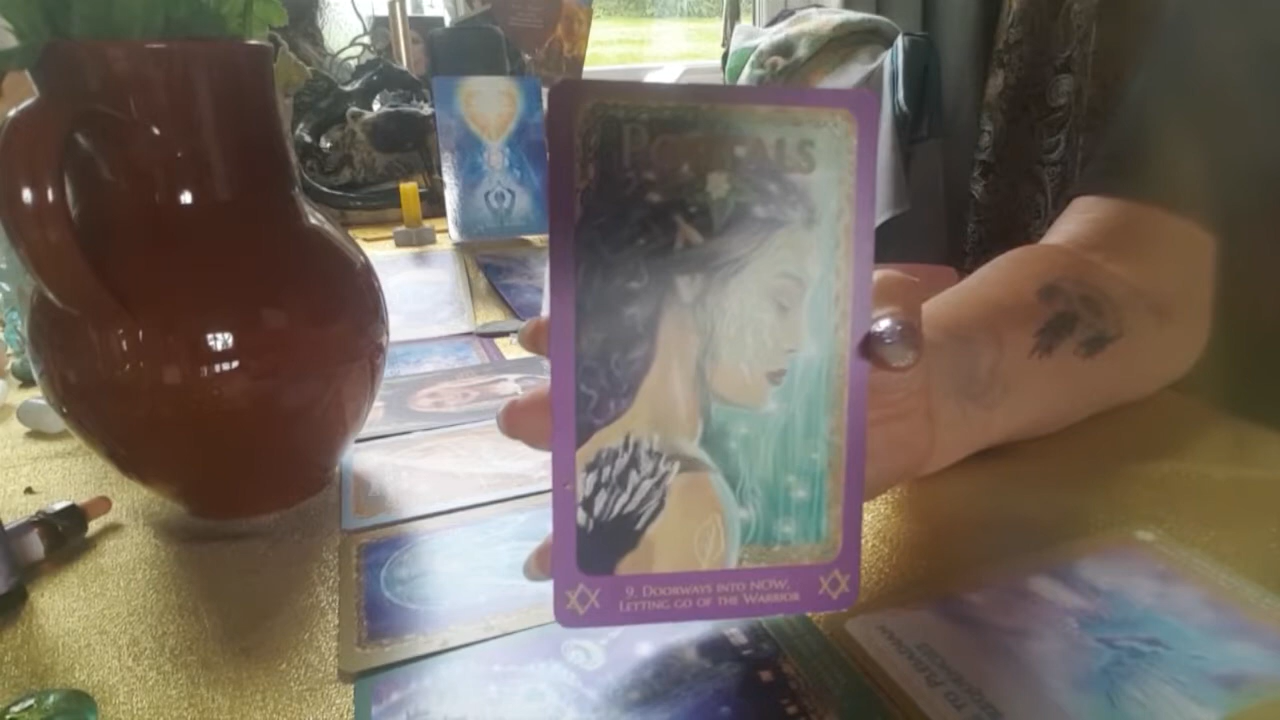 PORTALS
9. DOORWAYS INTO NOW,
LETTING GO OF THE WARRIOR